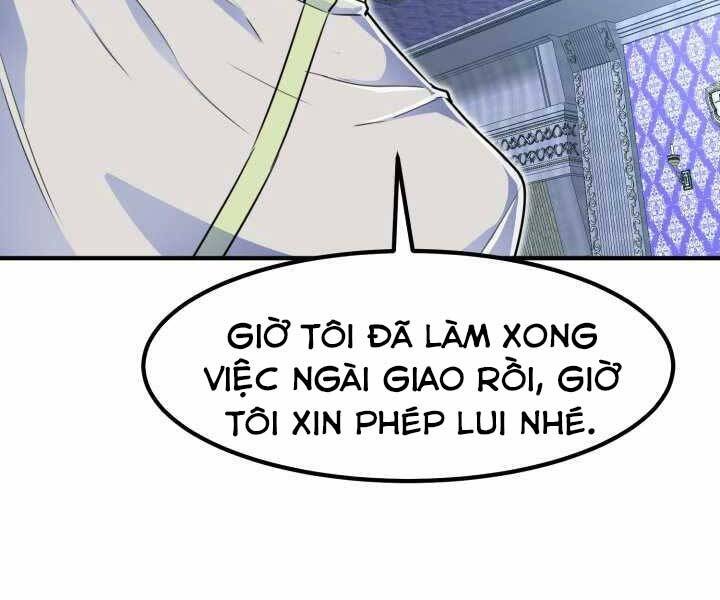 GIỜ TÔI ĐÃ LÀM XONG
VIỆC NGÀI GIAO RỒI, GIỜ
TÔI XIN PHÉP LUI NHÉ.